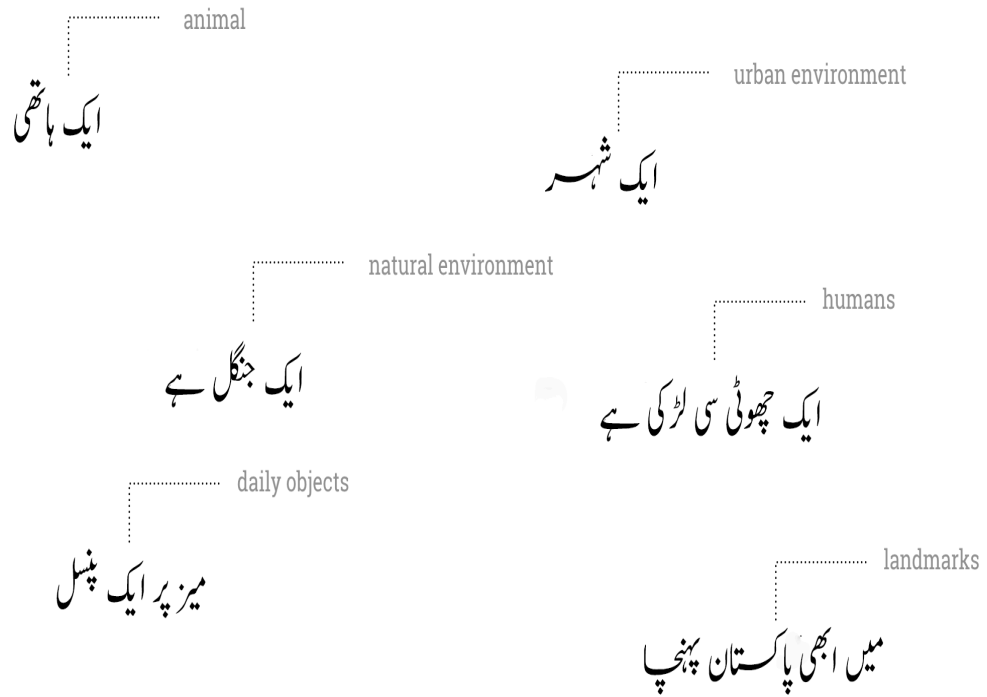 animal
ایک ہاتھی
urban environment
ایک شہر
natural environment
ایک جنگل ہے
humans
ایک چھوٹی سی لڑکی ہے
daily objects
میز پر ایک پنسل
landmarks
میں ابھی پاکستان پہنچا